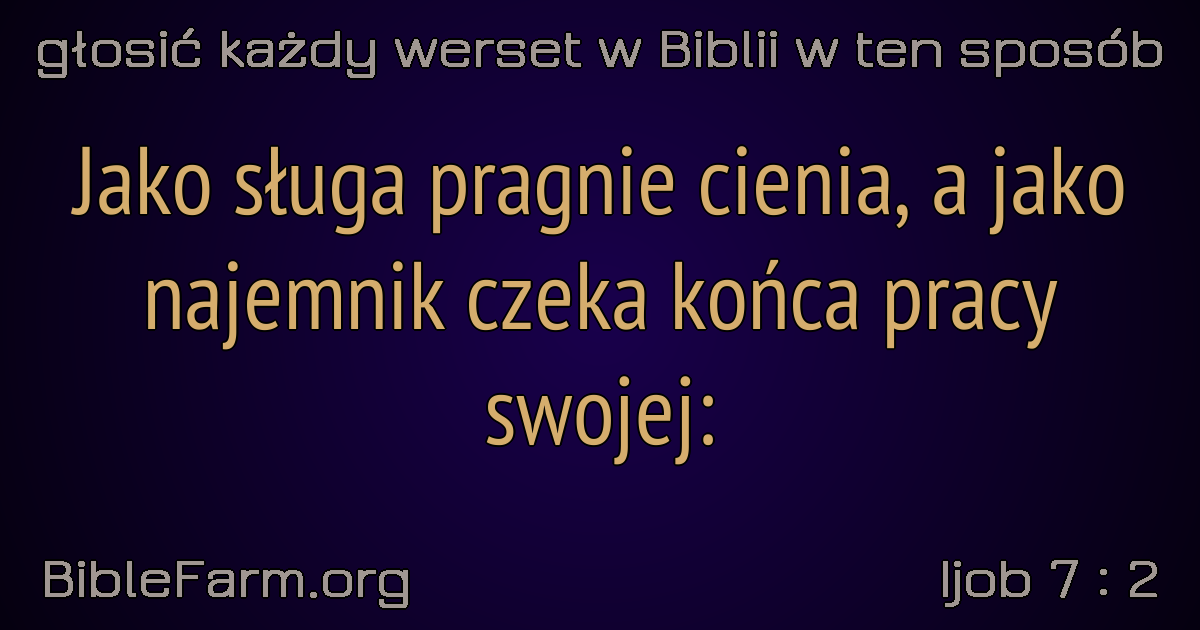 głosić każdy werset w Biblii w ten sposób
Jako sługa pragnie cienia, a jako
najemnik czeka końca pracy
swojej:
BibleFarm.org
Ijob 7 : 2